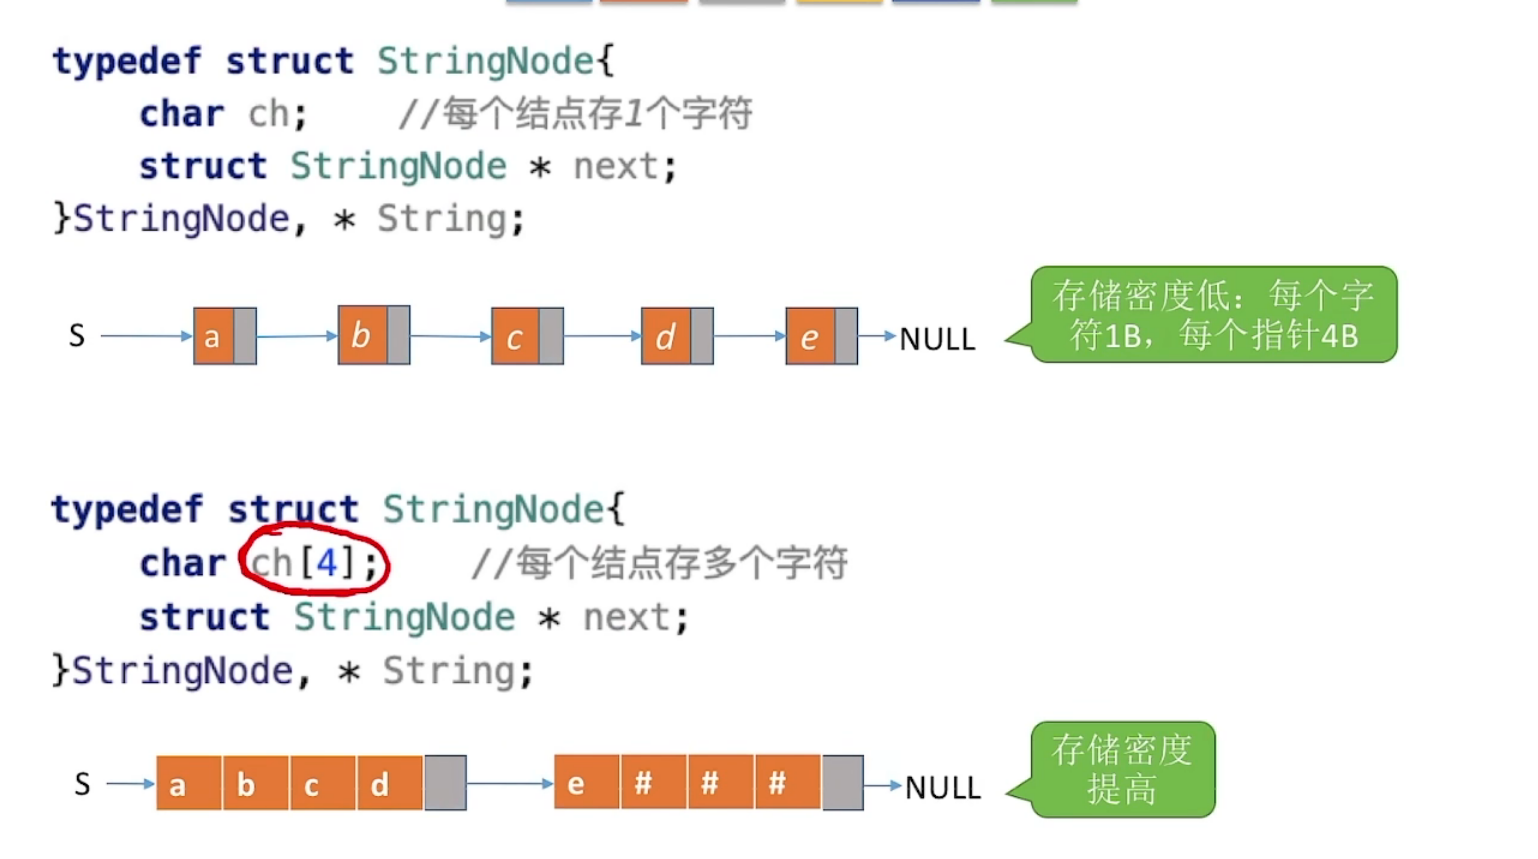 typedef struct StringNode{
char ch; //每个结点存1个字符
struct StringNode * next;
}StringNode, * String;
S a b c d e NULL
存储密度低：每个字
符1B，每个指针4B
typedef struct StringNode{
char ch[4]; //每个结点存多个字符
struct StringNode * next;
}StringNode, * String;
S a b c d e # # # NULL
存储密度
提高